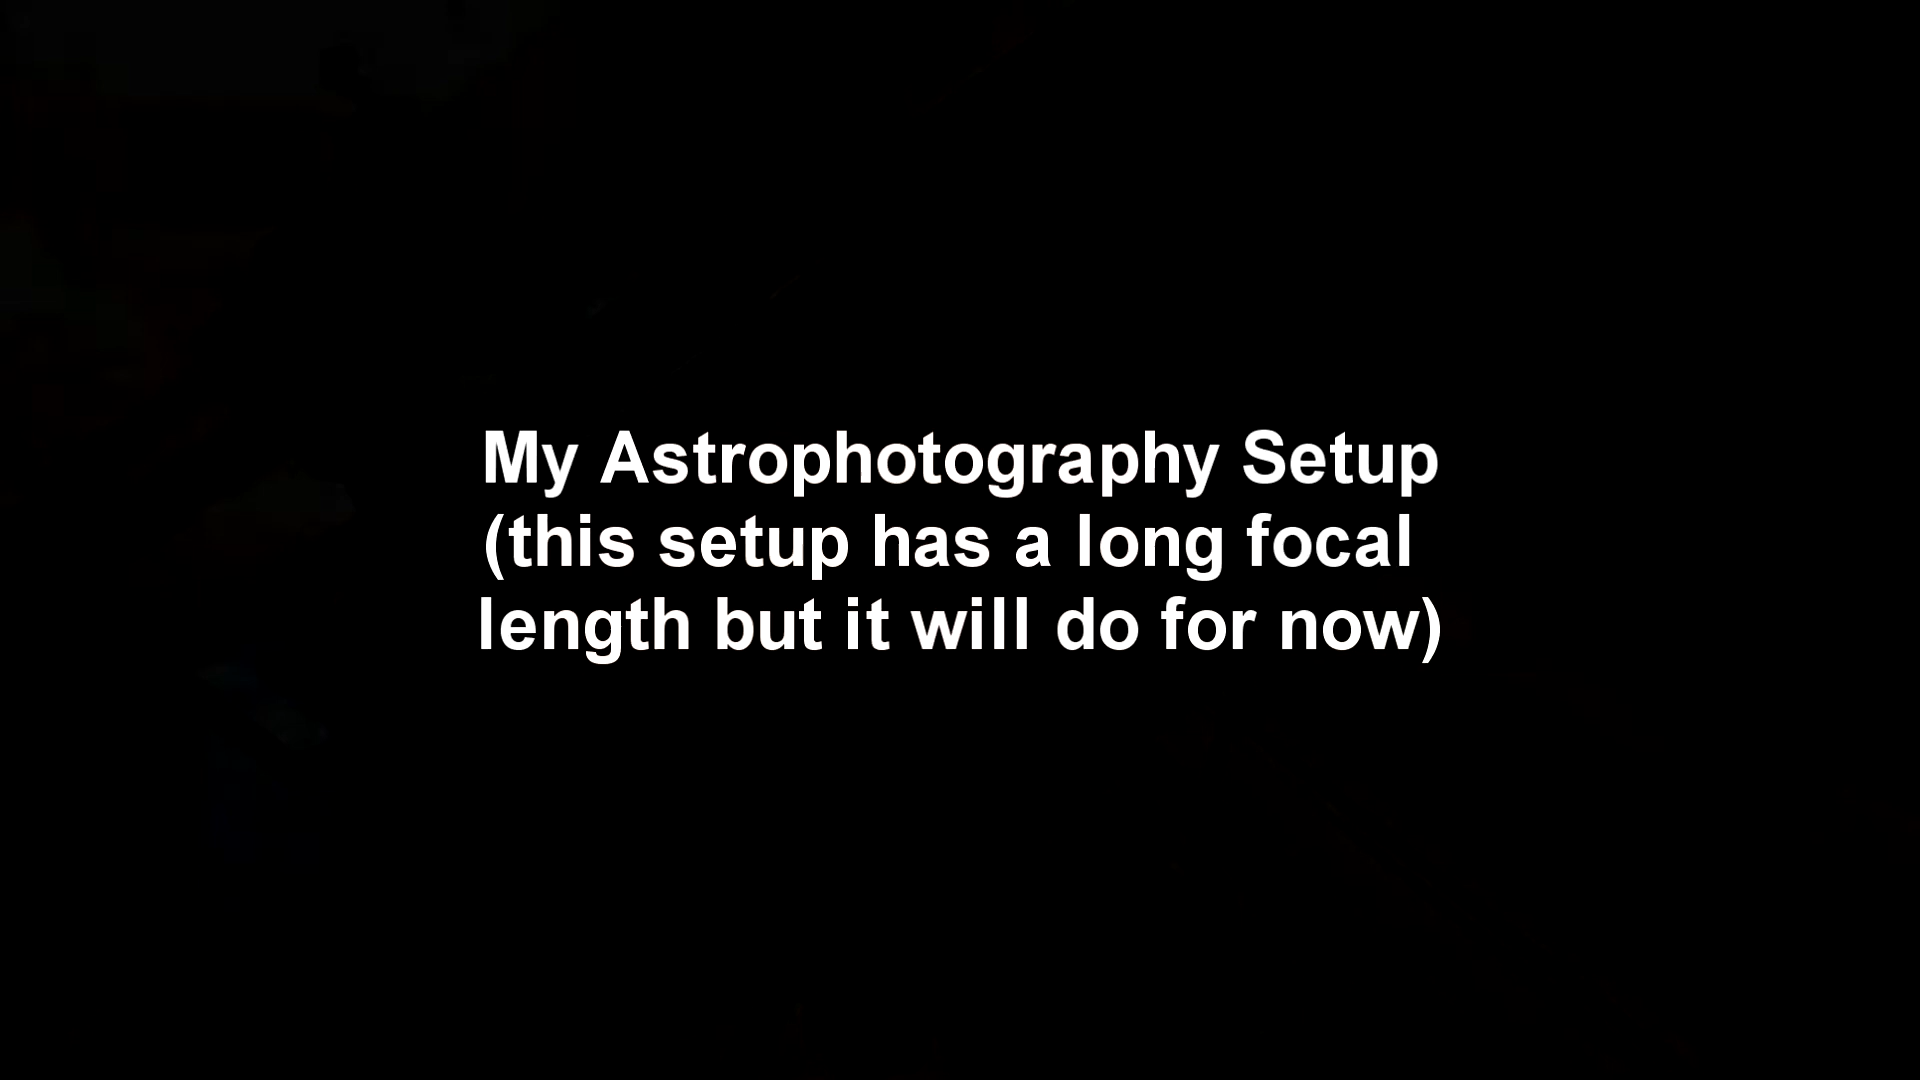 My Astrophotography Setup
(this setup has a long focal
length but it will do for now)